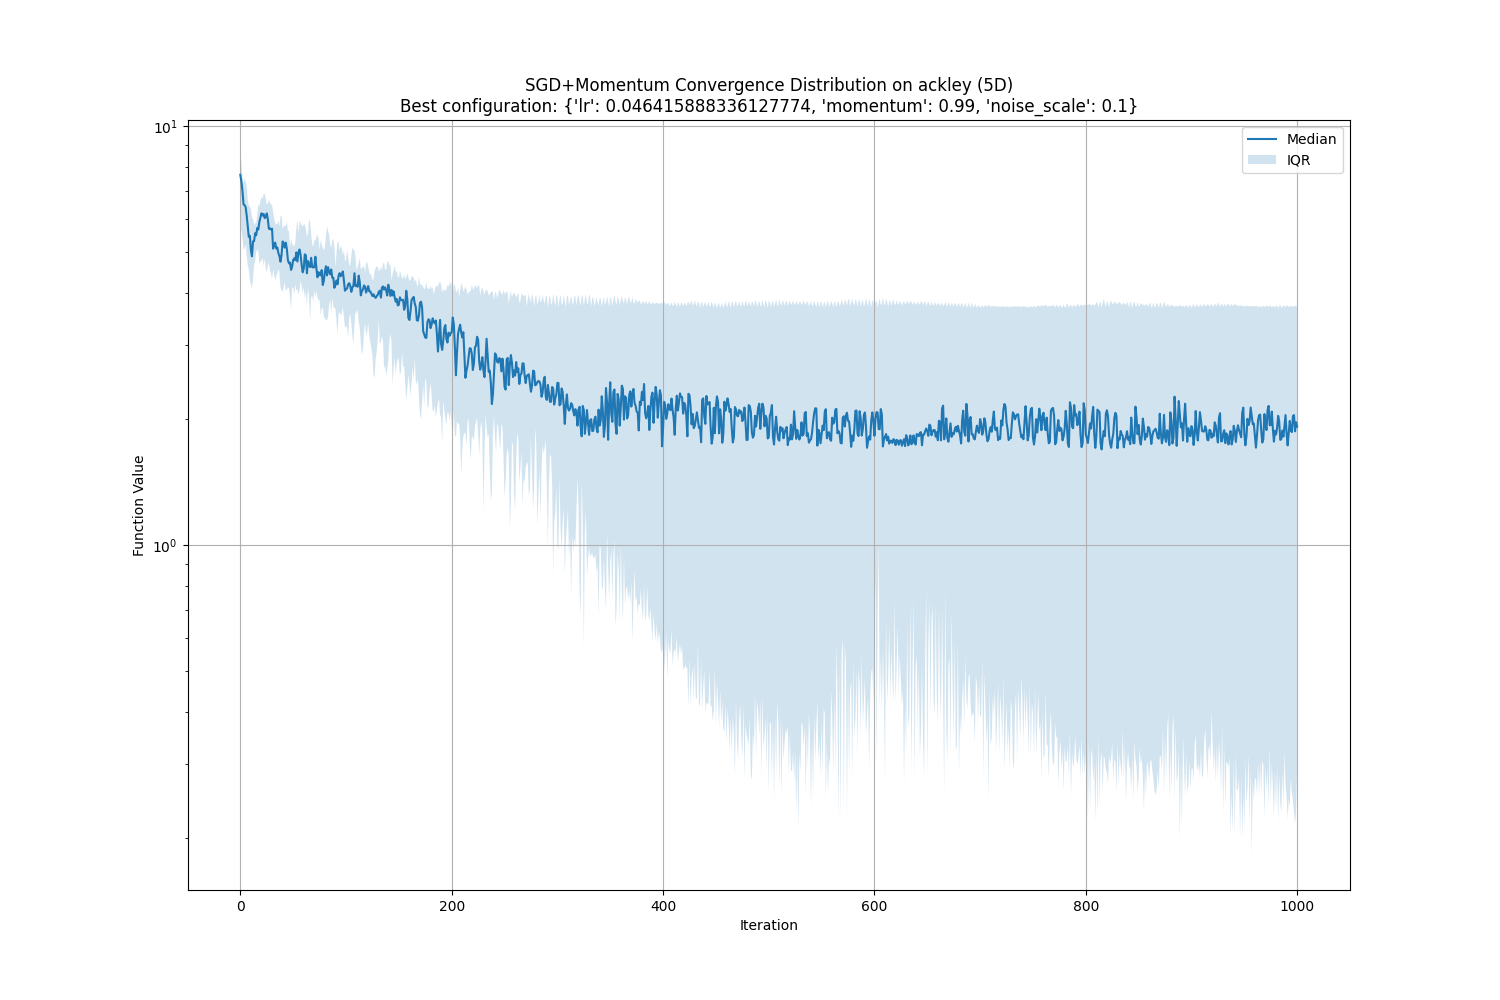 SGD+Momentum Convergence Distribution on ackley (5D)
Best configuration: {'lr': 0.046415888336127774, 'momentum': 0.99, 'noise_scale': 0.1}
10¹
Median
IQR
Function Value
10⁰
0
200
400
600
800
1000
Iteration